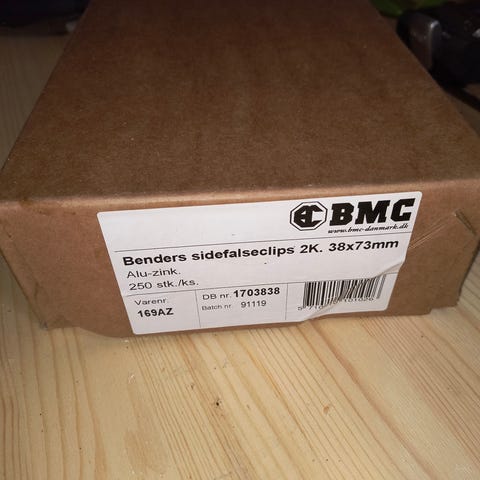 BMC
www.bmc-danmark.dk
Benders sidefalseclips 2K. 38x73mm
Alu-zink.
250 stk./ks.
Varenr.
169AZ
DB nr. 1703838
Batch nr. 91119